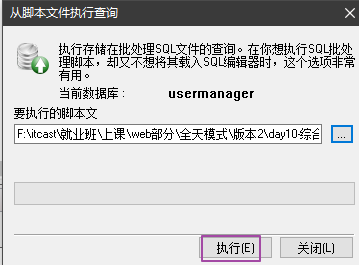 从脚本文件执行查询
执行存储在批处理SQL文件的查询。在你想执行SQL批处
理脚本，却又不想将其载入SQL编辑器时，这个选项非常
有用。
当前数据库： usermanager
要执行的脚本文
F:\itcast\就业班\上课\web部分\全天模式\版本2\day10-综合
...
执行(E) 关闭(L)